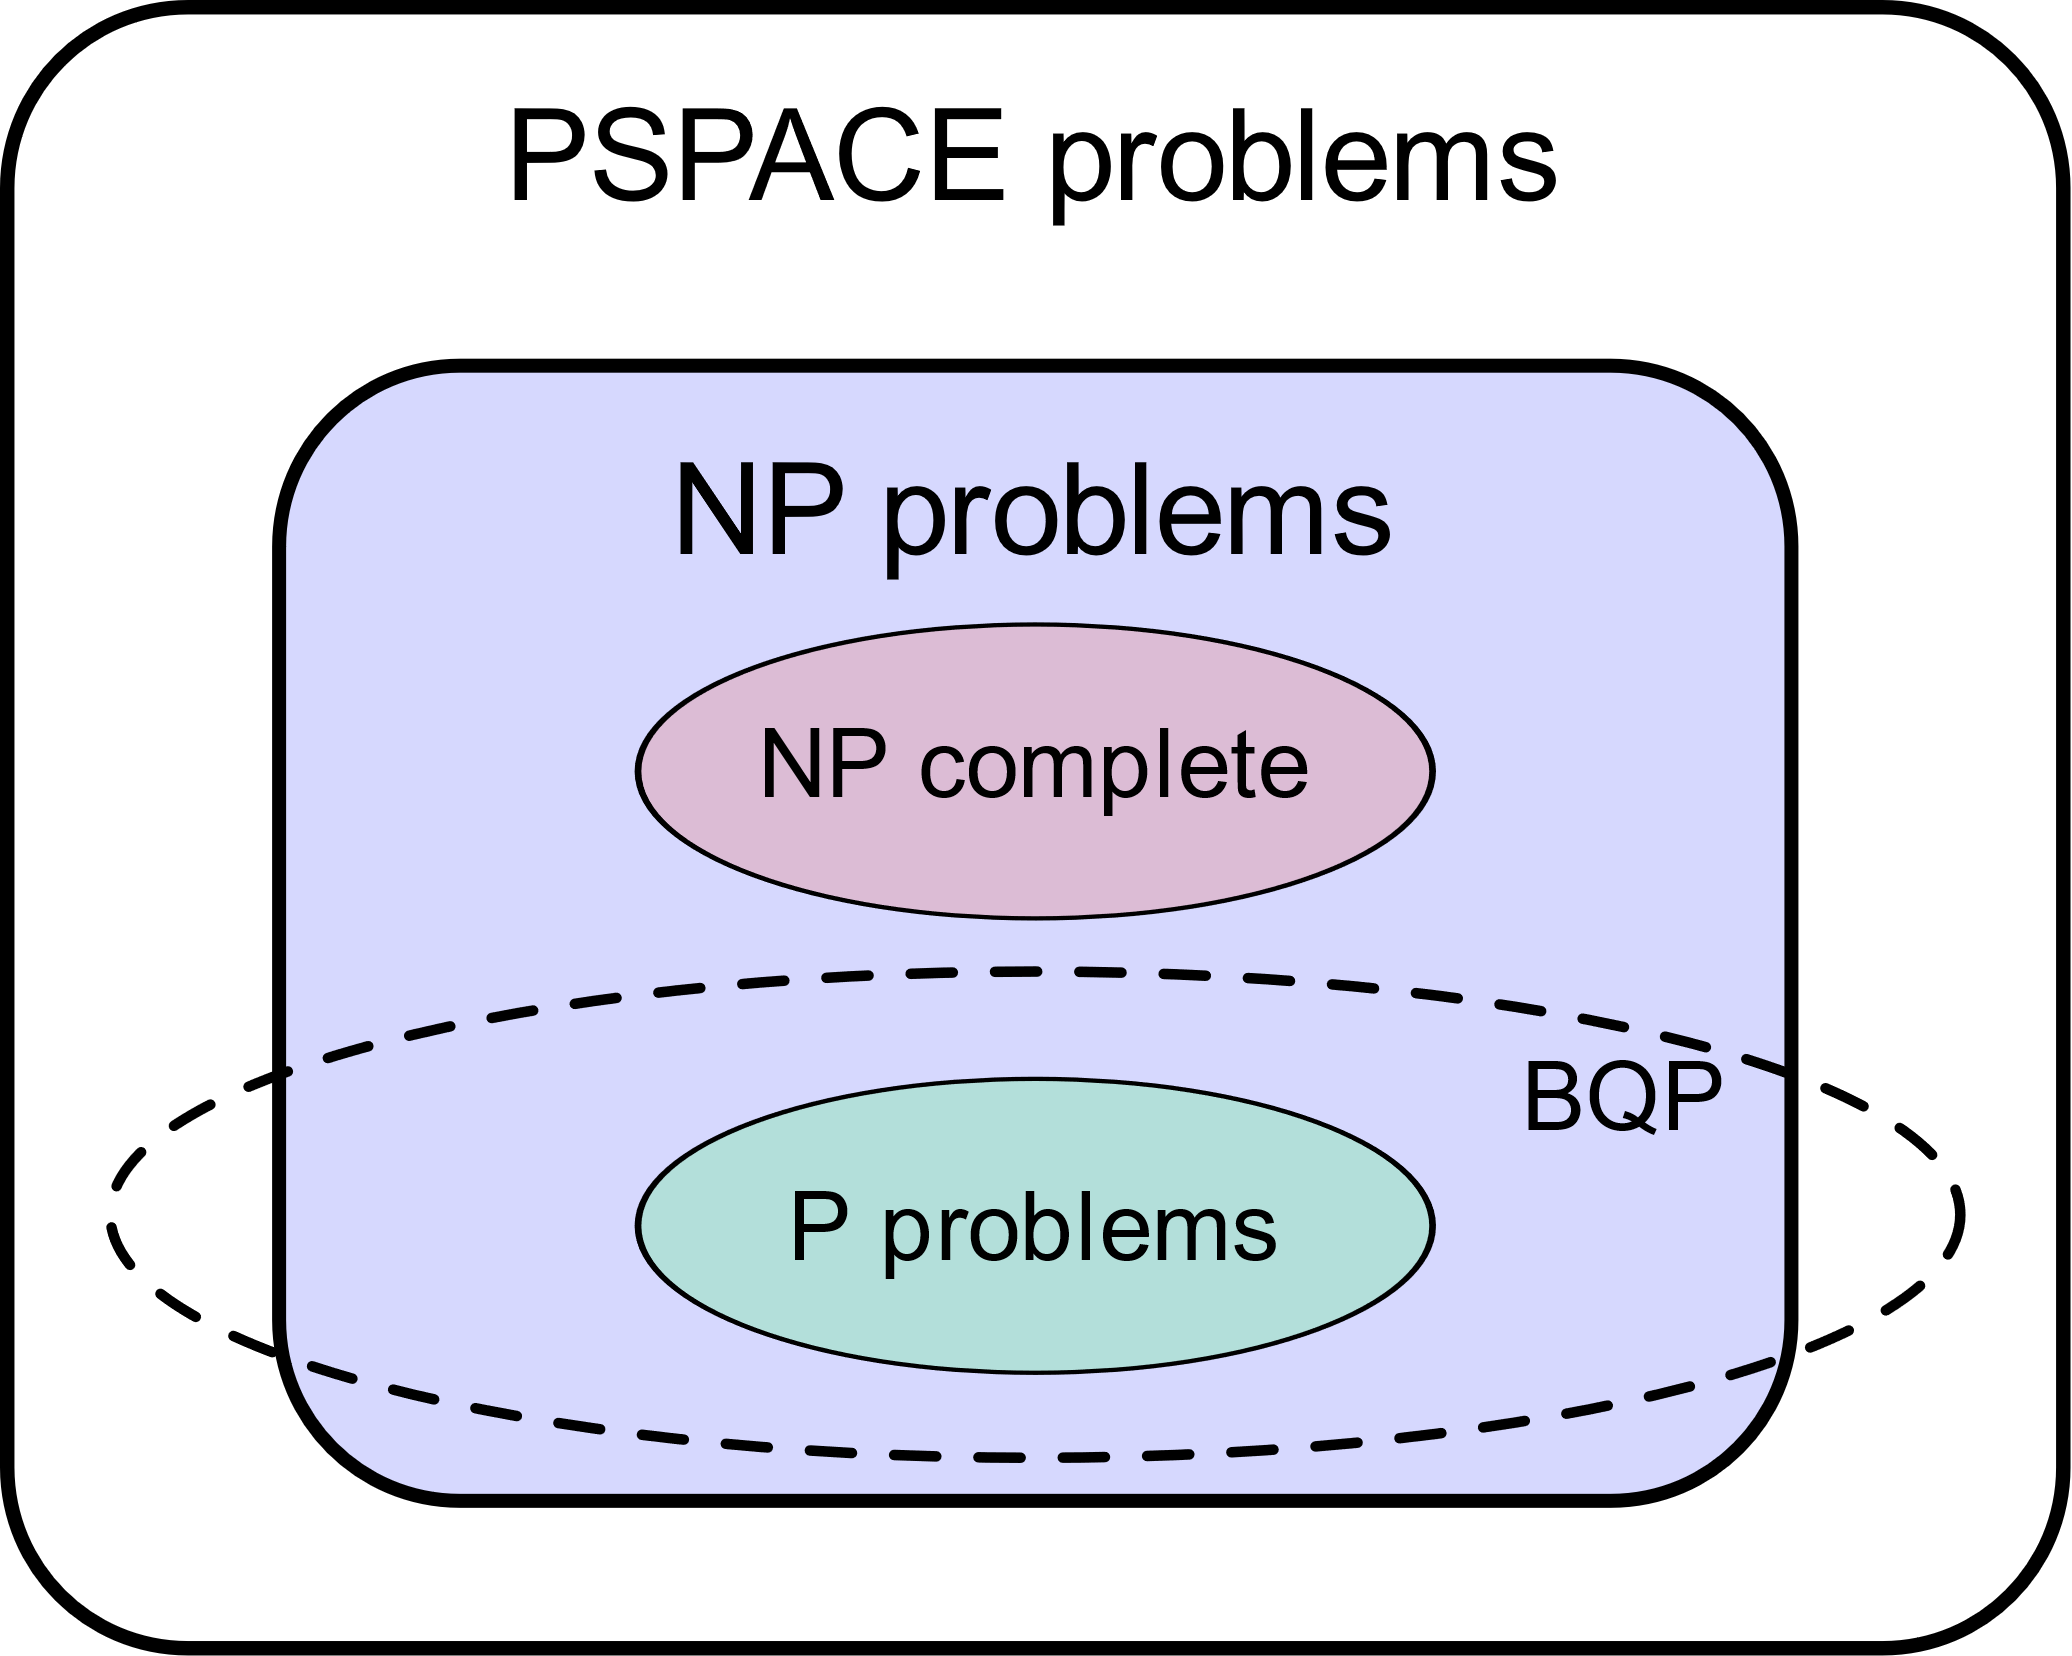 PSPACE problems
NP problems
NP complete
BQP
P problems